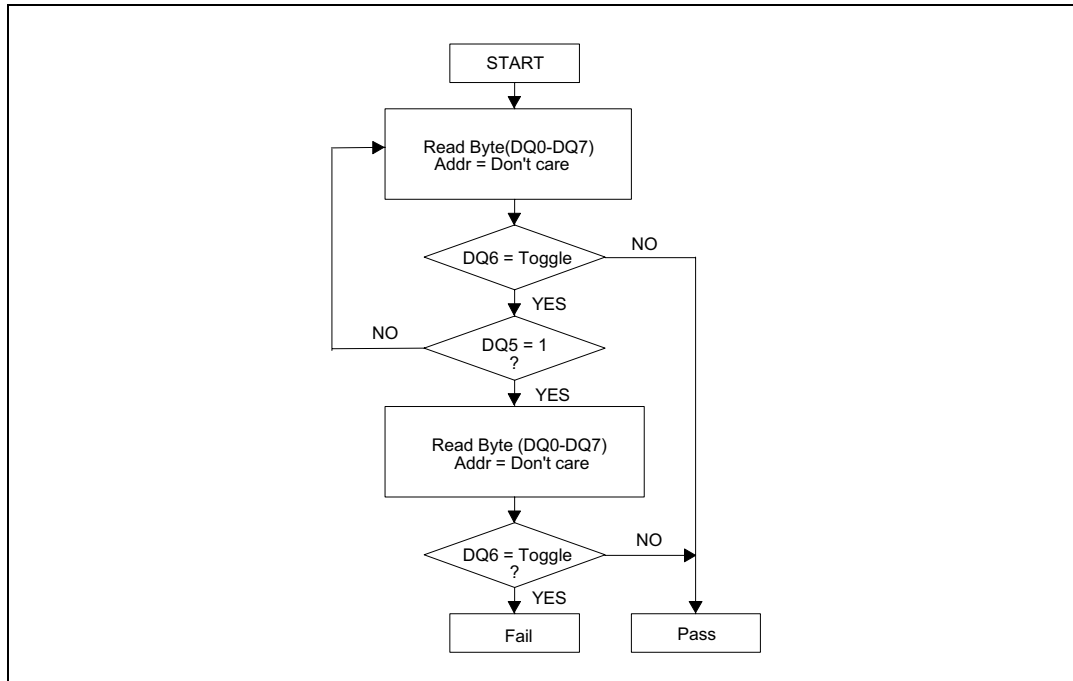 START
Read Byte(DQ0-DQ7)
Addr = Don't care
DQ6 = Toggle
NO
YES
NO
DQ5 = 1
?
YES
Read Byte (DQ0-DQ7)
Addr = Don't care
DQ6 = Toggle
?
NO
YES
Fail
Pass